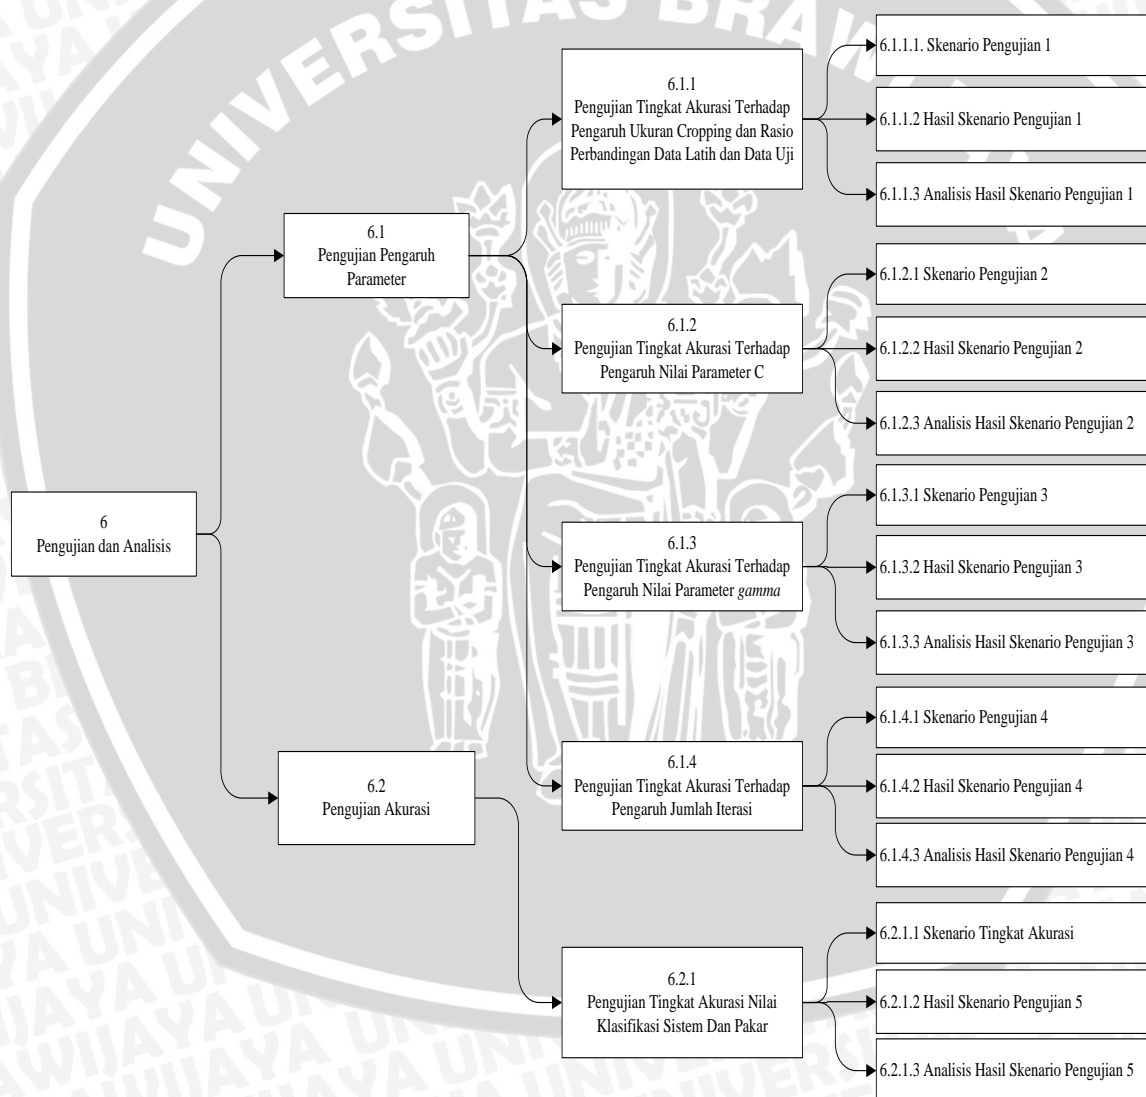 UNIVERSITAS BRAWIJAYA
6
Pengujian dan Analisis
6.1
Pengujian Pengaruh
Parameter
6.1.1
Pengujian Tingkat Akurasi Terhadap
Pengaruh Ukuran Cropping dan Rasio
Perbandingan Data Latih dan Data Uji
6.1.1.1. Skenario Pengujian 1
6.1.1.2 Hasil Skenario Pengujian 1
6.1.1.3 Analisis Hasil Skenario Pengujian 1
6.1.2
Pengujian Tingkat Akurasi Terhadap
Pengaruh Nilai Parameter C
6.1.2.1 Skenario Pengujian 2
6.1.2.2 Hasil Skenario Pengujian 2
6.1.2.3 Analisis Hasil Skenario Pengujian 2
6.1.3
Pengujian Tingkat Akurasi Terhadap
Pengaruh Nilai Parameter gamma
6.1.3.1 Skenario Pengujian 3
6.1.3.2 Hasil Skenario Pengujian 3
6.1.3.3 Analisis Hasil Skenario Pengujian 3
6.1.4
Pengujian Tingkat Akurasi Terhadap
Pengaruh Jumlah Iterasi
6.1.4.1 Skenario Pengujian 4
6.1.4.2 Hasil Skenario Pengujian 4
6.1.4.3 Analisis Hasil Skenario Pengujian 4
6.2
Pengujian Akurasi
6.2.1
Pengujian Tingkat Akurasi Nilai
Klasifikasi Sistem Dan Pakar
6.2.1.1 Skenario Tingkat Akurasi
6.2.1.2 Hasil Skenario Pengujian 5
6.2.1.3 Analisis Hasil Skenario Pengujian 5